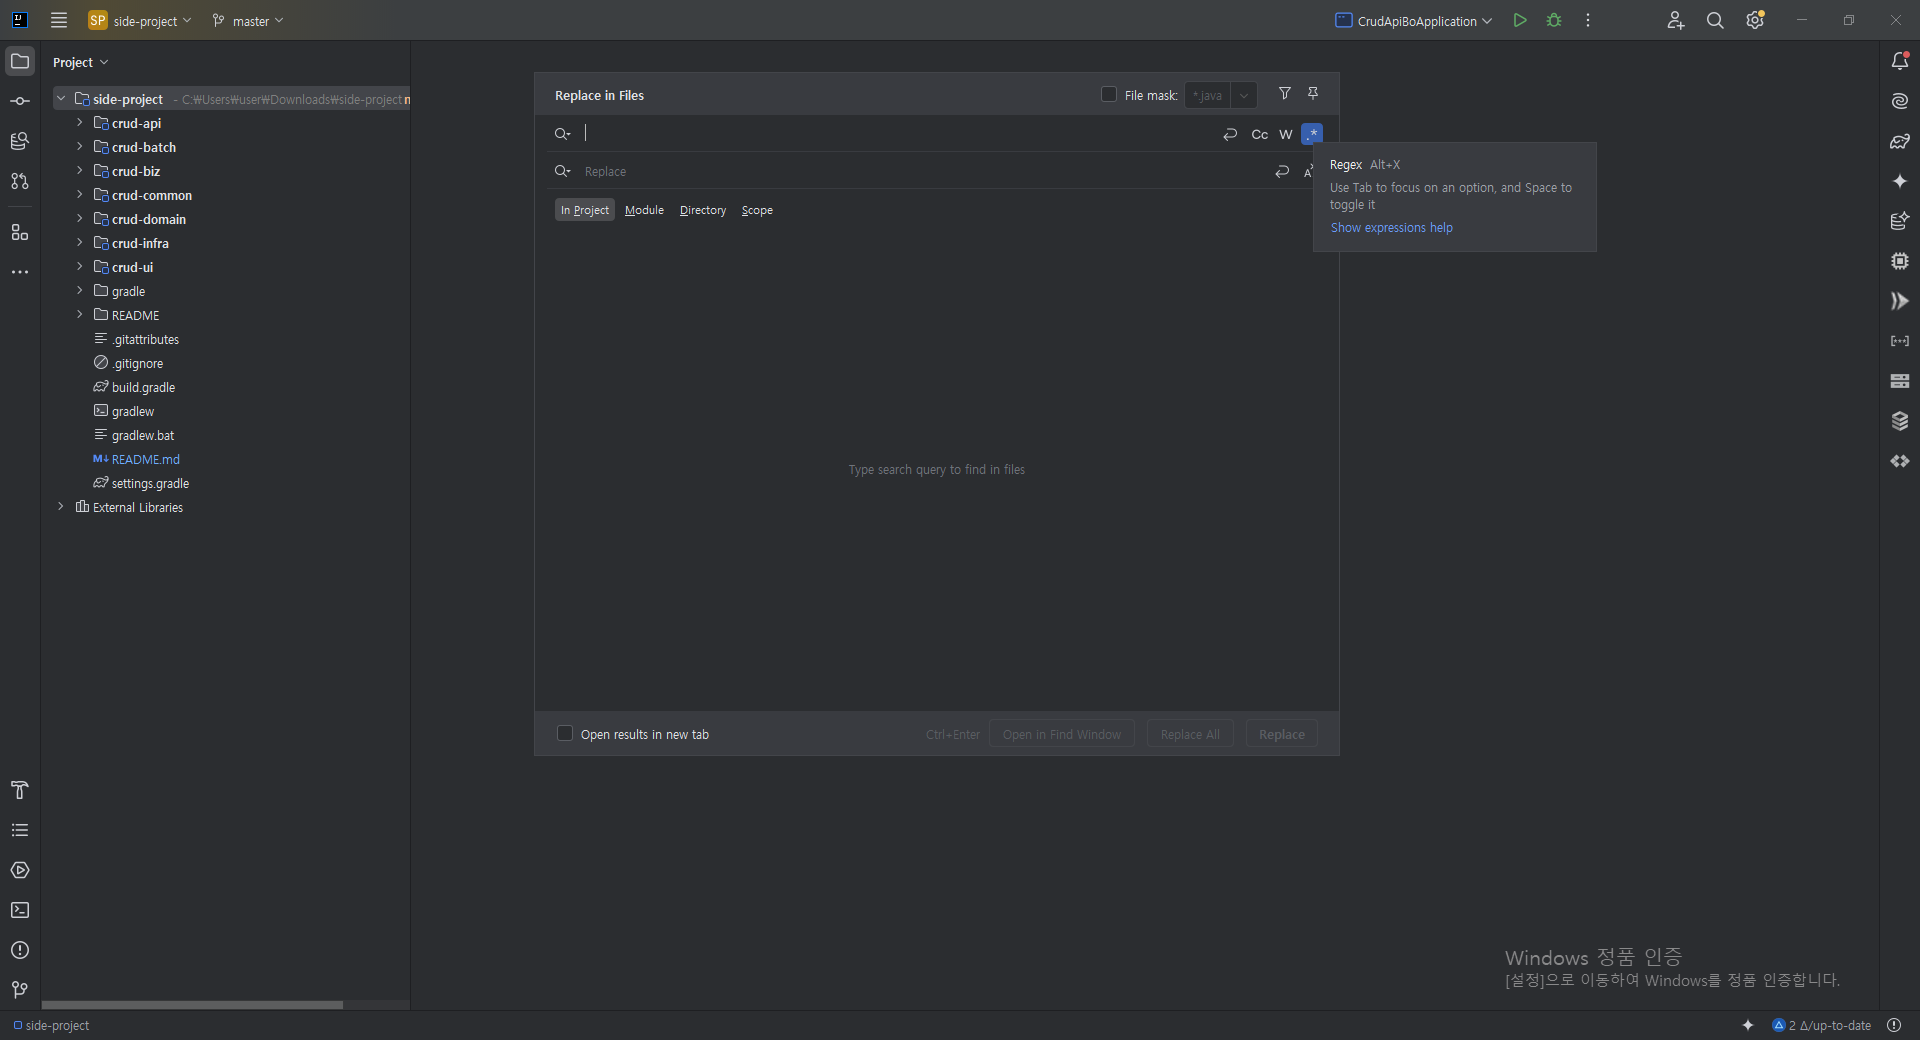 SP side-project master CrudApiBoApplication
Project
side-project - C:₩Users₩user₩Downloads₩side-project
crud-api
crud-batch
crud-biz
crud-common
crud-domain
crud-infra
crud-ui
gradle
README
.gitattributes
.gitignore
build.gradle
gradlew
gradlew.bat
M↓ README.md
settings.gradle
External Libraries
Replace in Files File mask: *.java
Cc W .*
Replace
In Project Module Directory Scope
Regex Alt+X
Use Tab to focus on an option, and Space to
toggle it
Show expressions help
Type search query to find in files
Open results in new tab Ctrl+Enter Open in Find Window Replace All Replace
Windows 정품 인증
[설정]으로 이동하여 Windows를 정품 인증합니다.
side-project 2 Δ/up-to-date